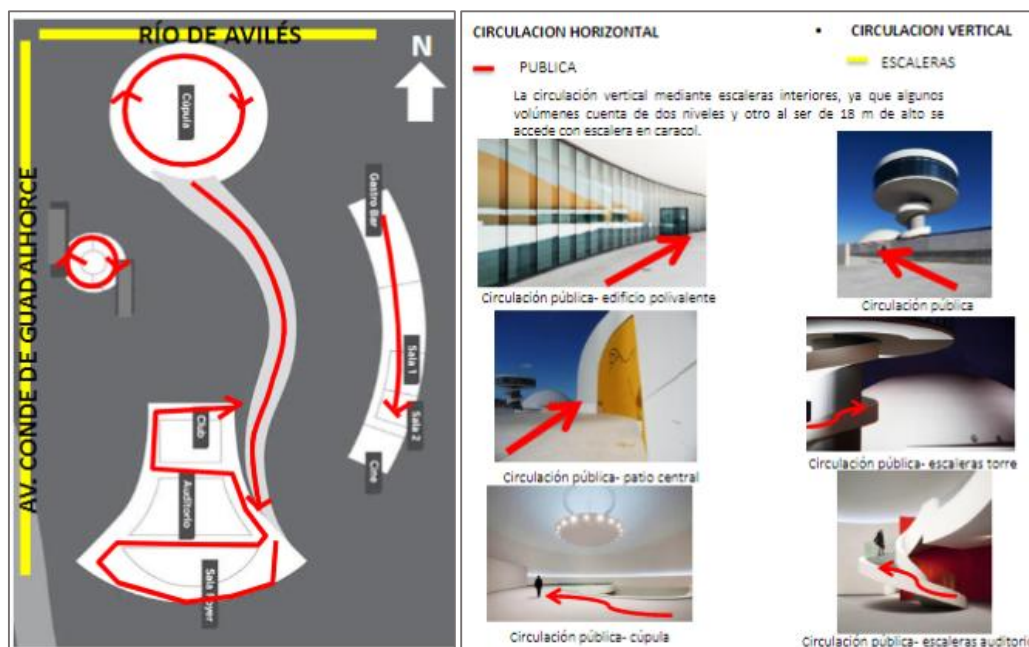 RÍO DE AVILÉS
N
AV. CONDE DE GUADALHORCE
Cúpula
Gastro Bar
Sala 1
Sala 2
Cine
Club
Auditorio
Sala Foyer
CIRCULACION HORIZONTAL
PUBLICA
• CIRCULACION VERTICAL
ESCALERAS
La circulación vertical mediante escaleras interiores, ya que algunos
volúmenes cuenta de dos niveles y otro al ser de 18 m de alto se
accede con escalera en caracol.
Circulación pública- edificio polivalente
Circulación pública
Circulación pública- patio central
Circulación pública- escaleras torre
Circulación pública- cúpula
Circulación pública- escaleras auditorio